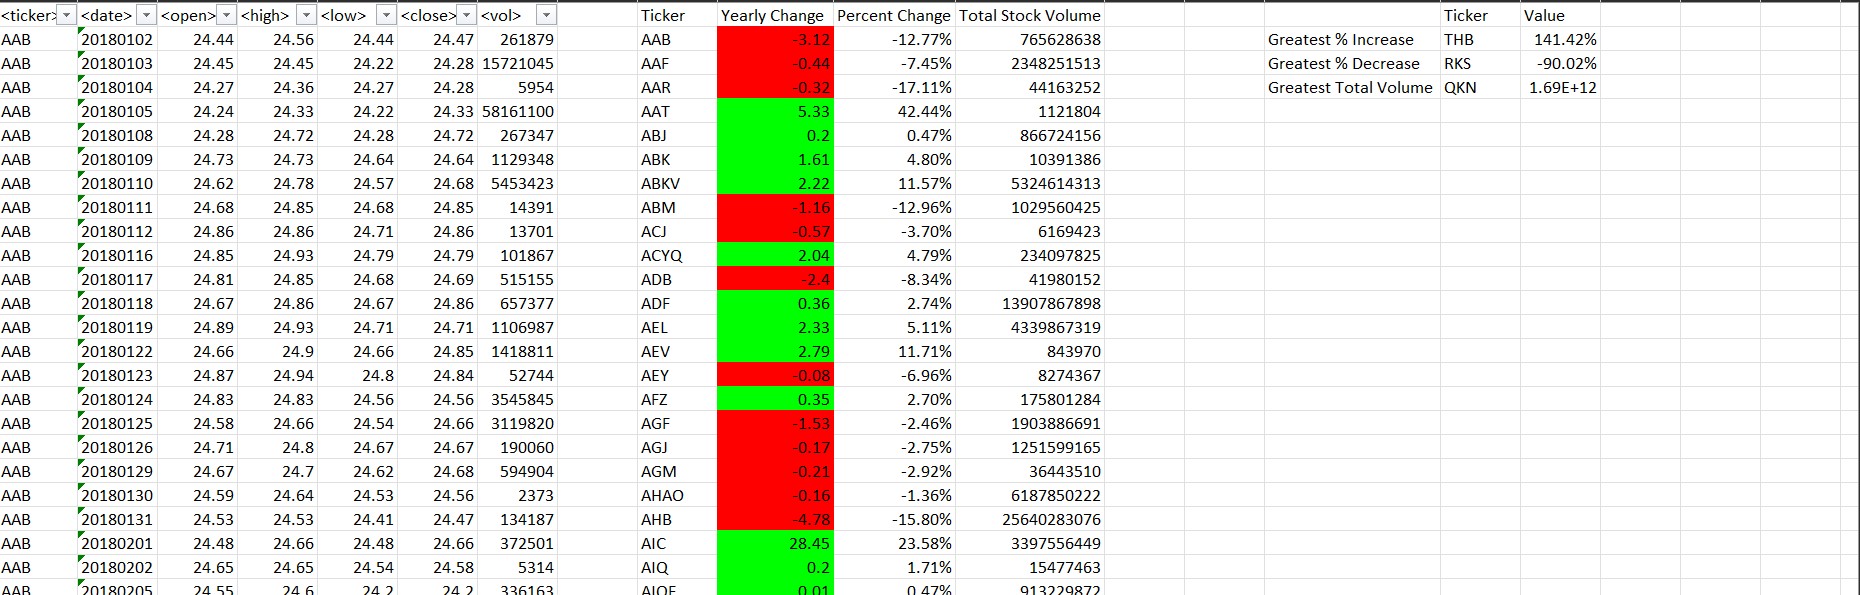 <ticker> <date> <open> <high> <low> <close> <vol> Ticker Yearly Change Percent Change Total Stock Volume Ticker Value
AAB 20180102 24.44 24.56 24.44 24.47 261879 AAB -3.12 -12.77% 765628638 Greatest % Increase THB 141.42%
AAB 20180103 24.45 24.45 24.22 24.28 15721045 AAF -0.44 -7.45% 2348251513 Greatest % Decrease RKS -90.02%
AAB 20180104 24.27 24.36 24.27 24.28 5954 AAR -0.32 -17.11% 44163252 Greatest Total Volume QKN 1.69E+12
AAB 20180105 24.24 24.33 24.22 24.33 58161100 AAT 5.33 42.44% 1121804
AAB 20180108 24.28 24.72 24.28 24.72 267347 ABJ 0.2 0.47% 866724156
AAB 20180109 24.73 24.73 24.64 24.64 1129348 ABK 1.61 4.80% 10391386
AAB 20180110 24.62 24.78 24.57 24.68 5453423 ABKV 2.22 11.57% 5324614313
AAB 20180111 24.68 24.85 24.68 24.85 14391 ABM -1.16 -12.96% 1029560425
AAB 20180112 24.86 24.86 24.71 24.86 13701 ACJ -0.57 -3.70% 6169423
AAB 20180116 24.85 24.93 24.79 24.79 101867 ACYQ 2.04 4.79% 234097825
AAB 20180117 24.81 24.85 24.68 24.69 515155 ADB -2.4 -8.34% 41980152
AAB 20180118 24.67 24.86 24.67 24.86 657377 ADF 0.36 2.74% 13907867898
AAB 20180119 24.89 24.93 24.71 24.71 1106987 AEL 2.33 5.11% 4339867319
AAB 20180122 24.66 24.9 24.66 24.85 1418811 AEV 2.79 11.71% 843970
AAB 20180123 24.87 24.94 24.8 24.84 52744 AEY -0.08 -6.96% 8274367
AAB 20180124 24.83 24.83 24.56 24.56 3545845 AFZ 0.35 2.70% 175801284
AAB 20180125 24.58 24.66 24.54 24.66 3119820 AGF -1.53 -2.46% 1903886691
AAB 20180126 24.71 24.8 24.67 24.67 190060 AGJ -0.17 -2.75% 1251599165
AAB 20180129 24.67 24.7 24.62 24.68 594904 AGM -0.21 -2.92% 36443510
AAB 20180130 24.59 24.64 24.53 24.56 2373 AHAO -0.16 -1.36% 6187850222
AAB 20180131 24.53 24.53 24.41 24.47 134187 AHB -4.78 -15.80% 25640283076
AAB 20180201 24.48 24.66 24.48 24.66 372501 AIC 28.45 23.58% 3397556449
AAB 20180202 24.65 24.65 24.54 24.58 5314 AIQ 0.2 1.71% 15477463
AAB 20180205 24.55 24.6 24.2 24.2 336163 0.01 0.47% 913229872